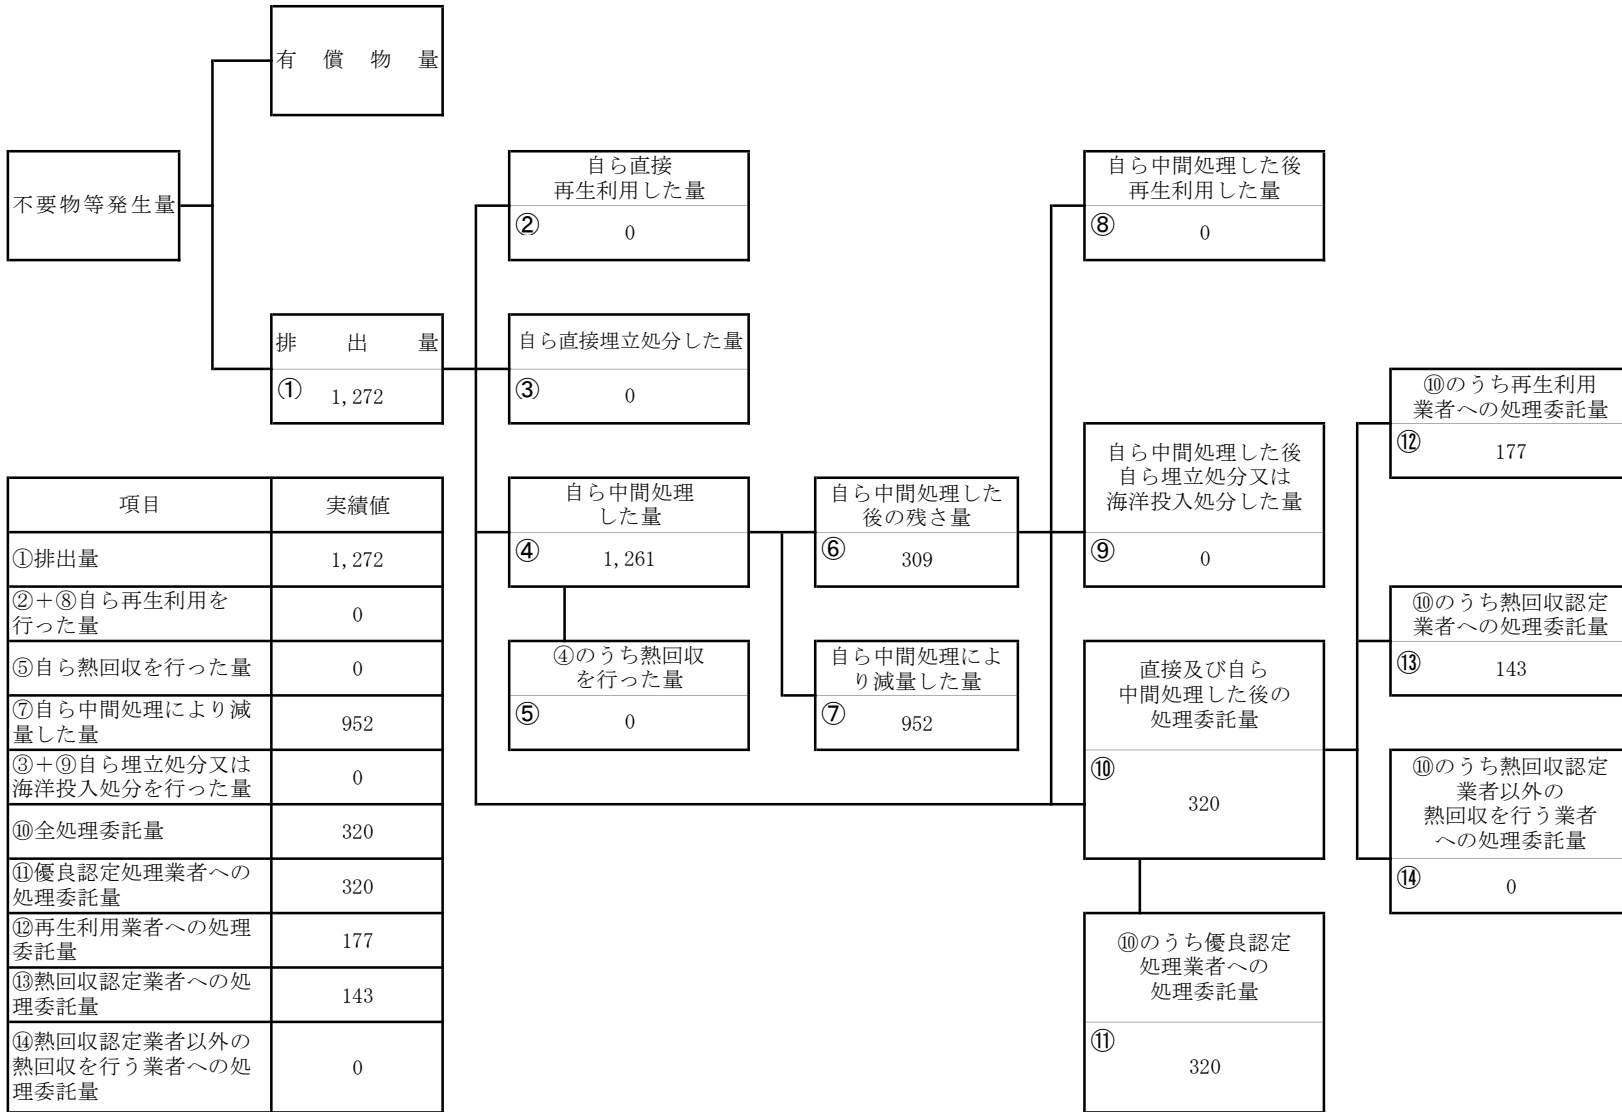 有償物量
不要物等発生量
排出量
① 1,272
自ら直接
再生利用した量
② 0
自ら直接埋立処分した量
③ 0
自ら中間処理
した量
④ 1,261
④のうち熱回収
を行った量
⑤ 0
自ら中間処理した
後の残さ量
⑥ 309
自ら中間処理によ
り減量した量
⑦ 952
自ら中間処理した後
再生利用した量
⑧ 0
自ら中間処理した後
自ら埋立処分又は
海洋投入処分した量
⑨ 0
直接及び自ら
中間処理した後の
処理委託量
⑩
320
⑩のうち優良認定
処理業者への
処理委託量
⑪
320
⑩のうち再生利用
業者への処理委託量
⑫ 177
⑩のうち熱回収認定
業者への処理委託量
⑬ 143
⑩のうち熱回収認定
業者以外の
熱回収を行う業者
への処理委託量
⑭ 0
項目 実績値
①排出量 1,272
②＋⑧自ら再生利用を
行った量 0
⑤自ら熱回収を行った量 0
⑦自ら中間処理により減
量した量 952
③＋⑨自ら埋立処分又は
海洋投入処分を行った量 0
⑩全処理委託量 320
⑪優良認定処理業者への
処理委託量 320
⑫再生利用業者への処理
委託量 177
⑬熱回収認定業者への処
理委託量 143
⑭熱回収認定業者以外の
熱回収を行う業者への処
理委託量 0